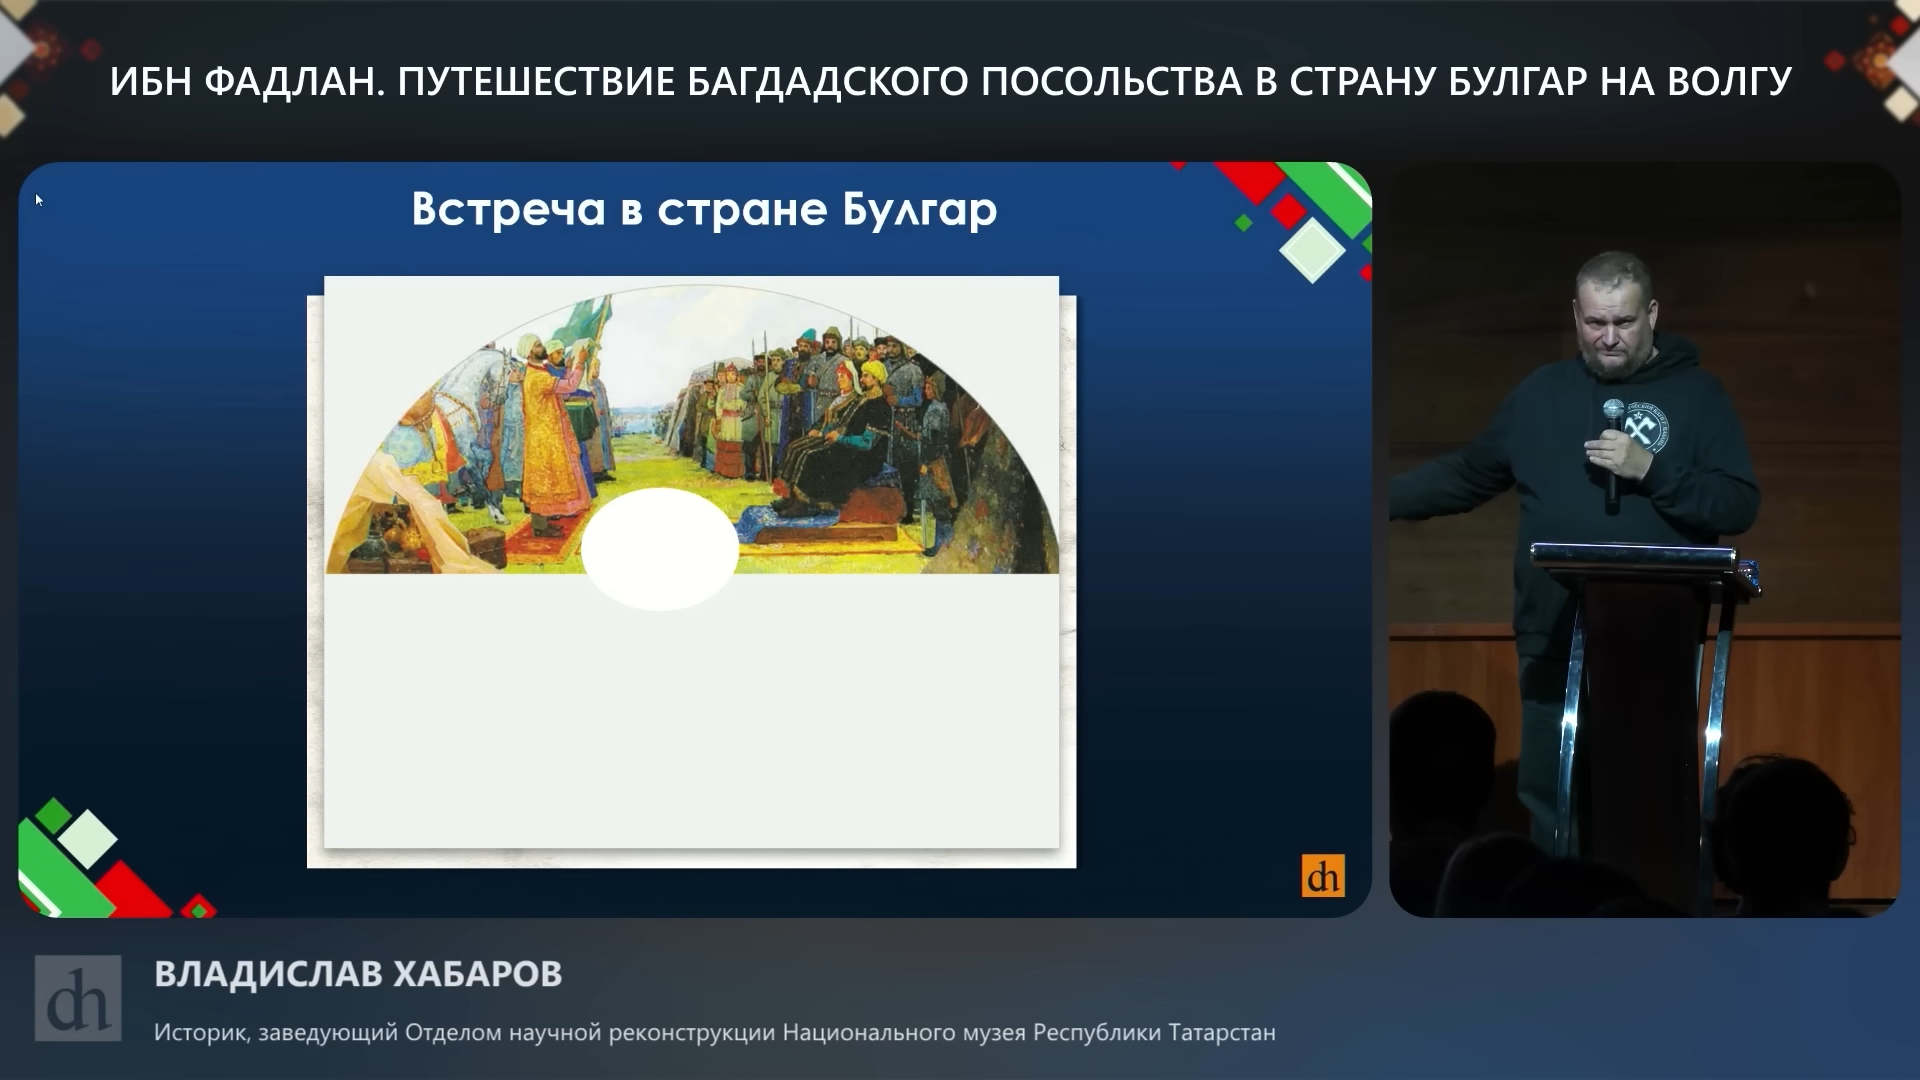 ИБН ФАДЛАН. ПУТЕШЕСТВИЕ БАГДАДСКОГО ПОСОЛЬСТВА В СТРАНУ БУЛГАР НА ВОЛГУ
Встреча в стране Булгар
dh
dh
ВЛАДИСЛАВ ХАБАРОВ
Историк, заведующий Отделом научной реконструкции Национального музея Республики Татарстан